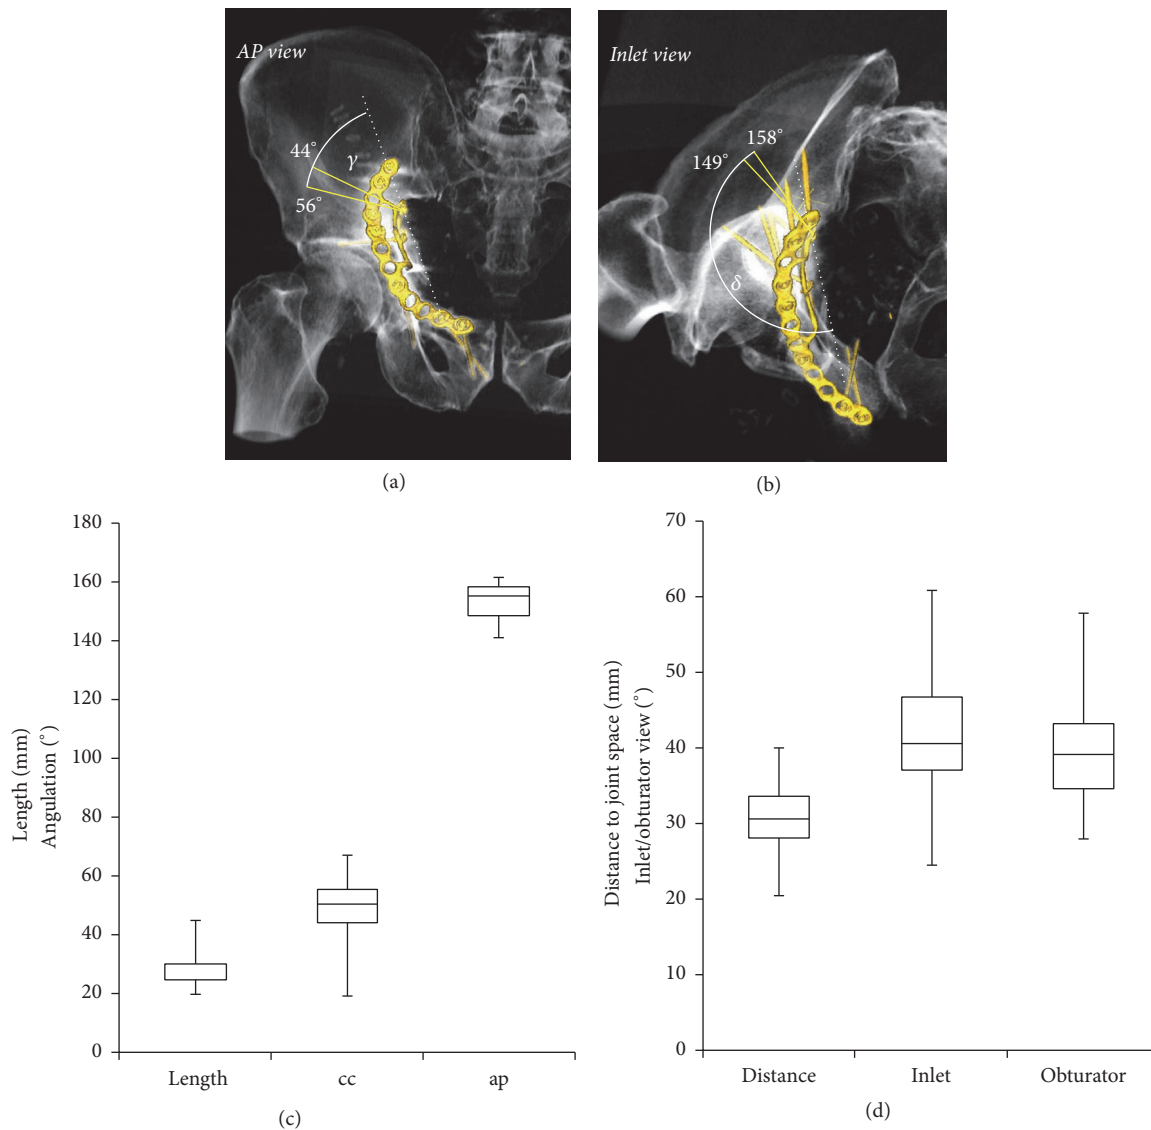 AP view
44°
γ
56°
(a)
Inlet view
158°
149°
δ
(b)
Length (mm)
Angulation (°)
180
160
140
120
100
80
60
40
20
0
Length cc ap
(c)
Distance to joint space (mm)
Inlet/obturator view (°)
70
60
50
40
30
20
10
0
Distance Inlet Obturator
(d)